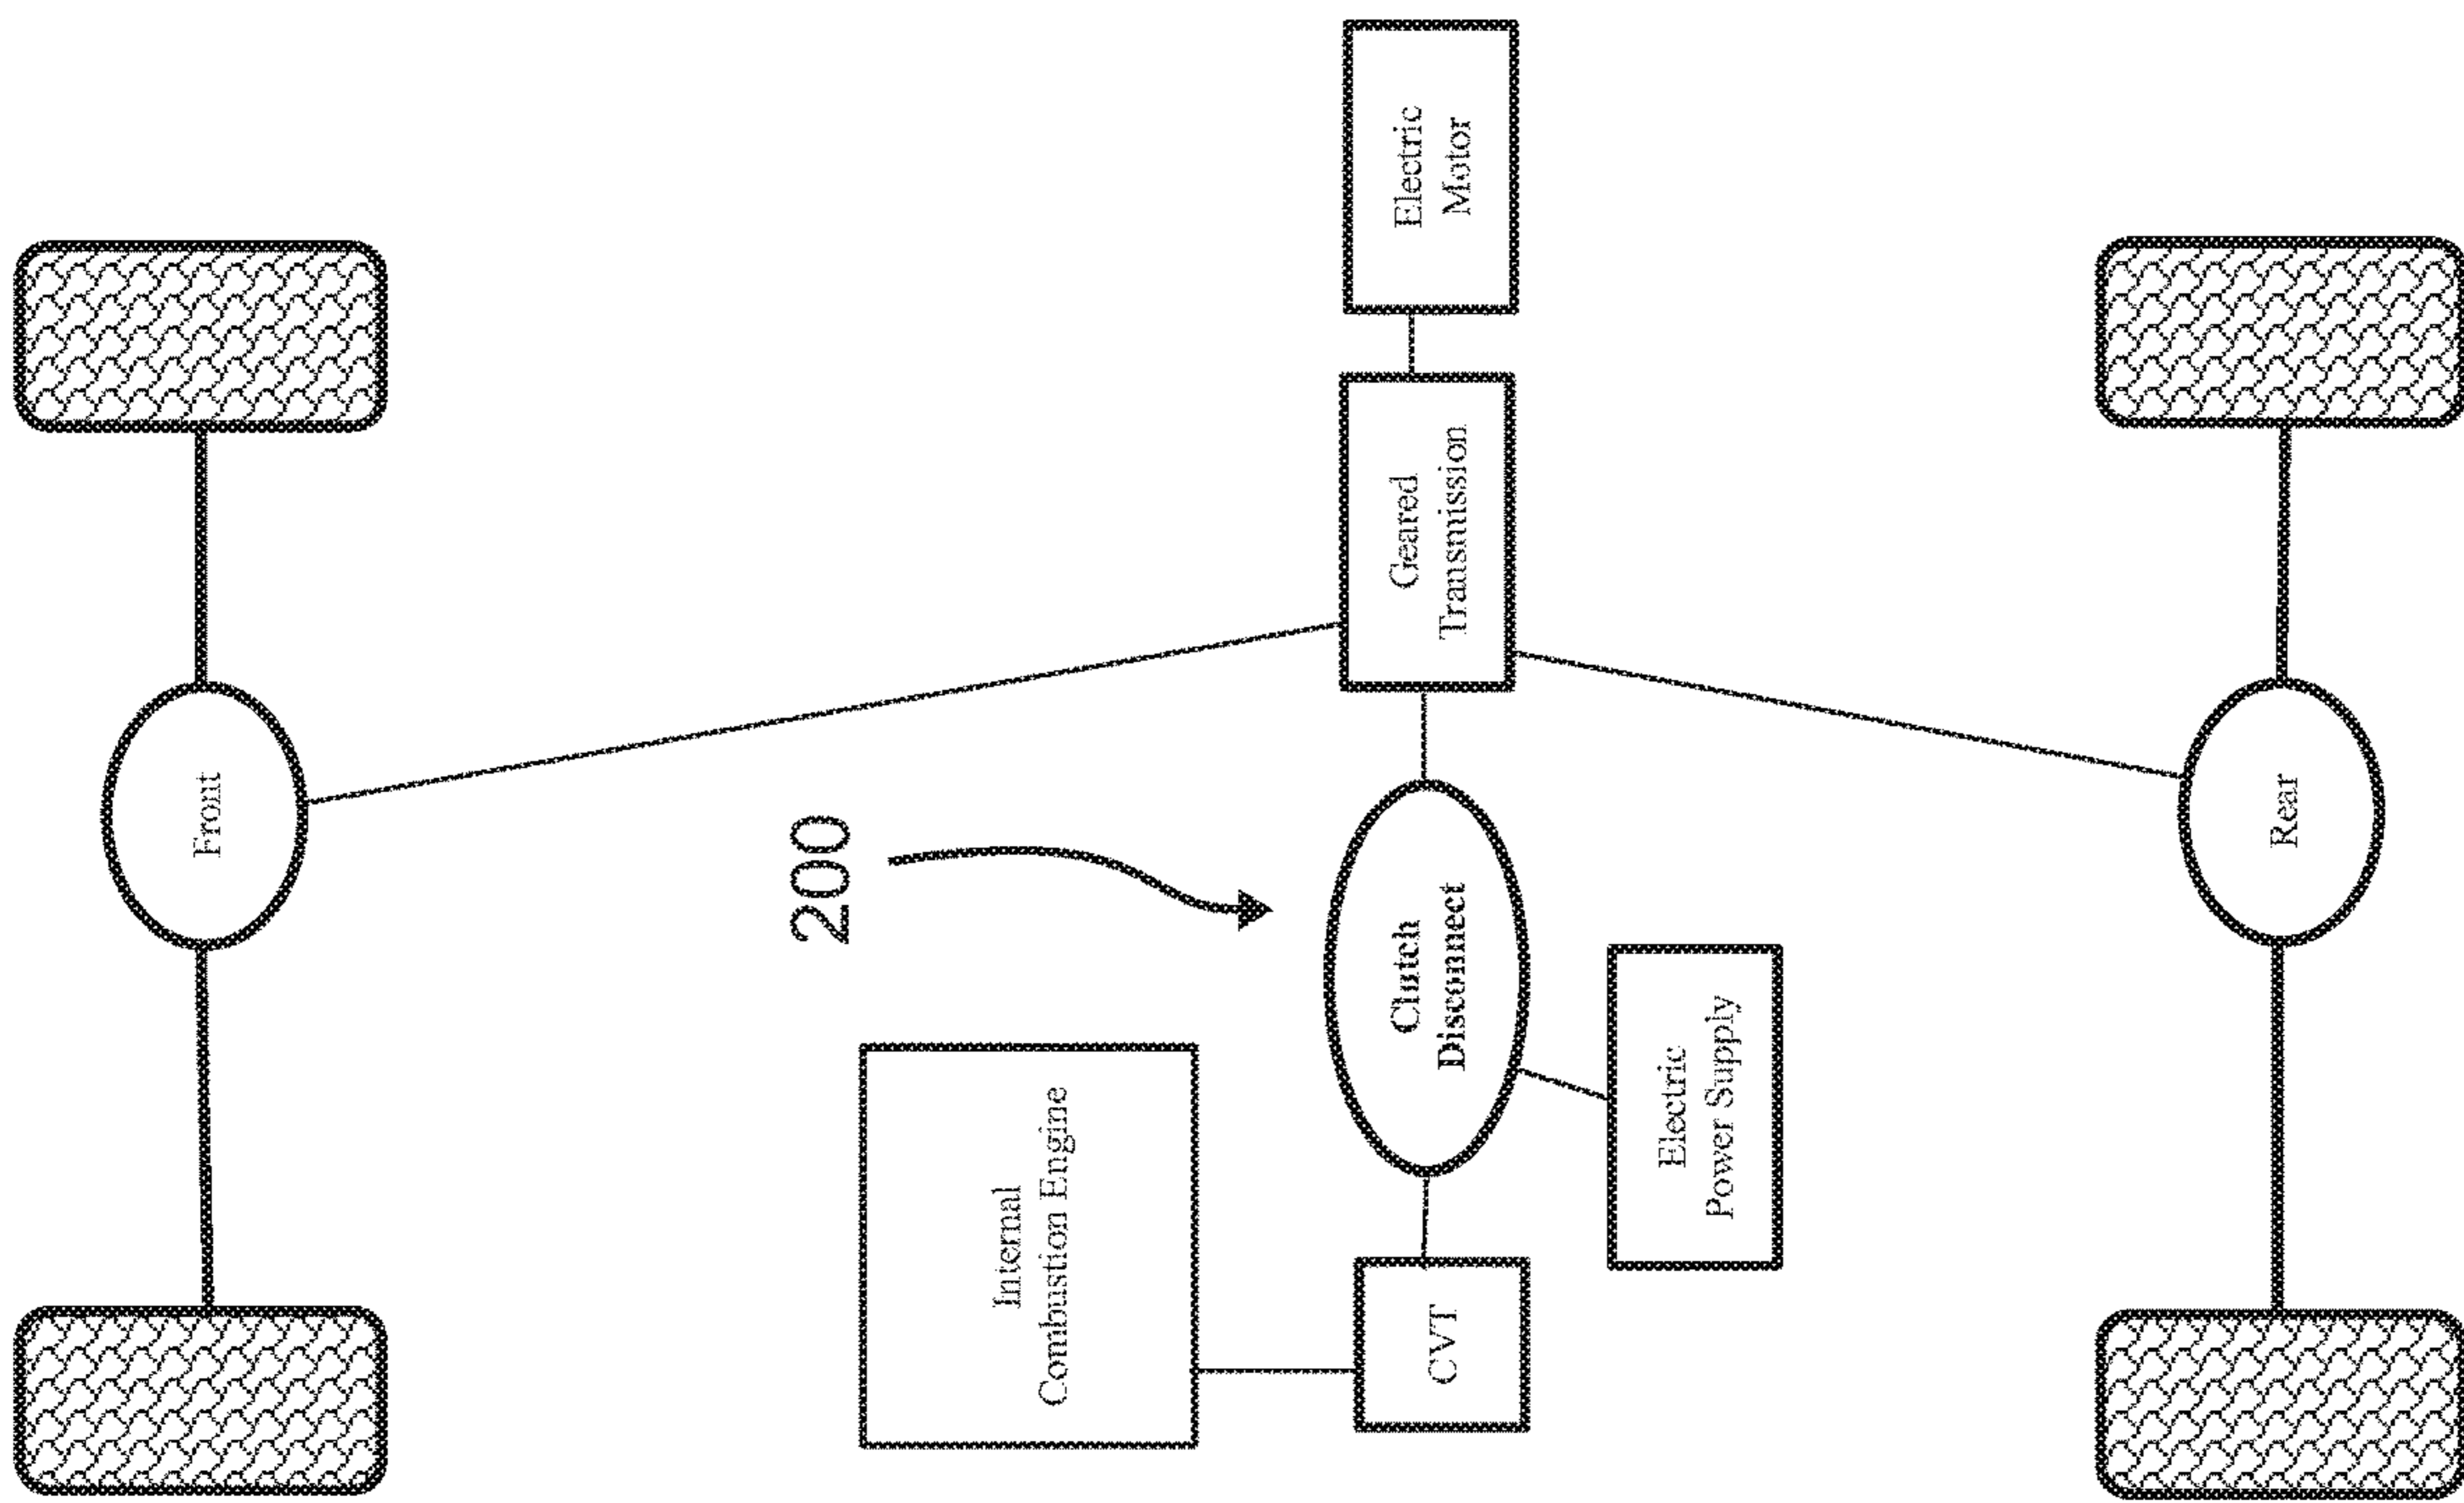 Front
200
Internal
Combustion Engine
CVT
Clutch
Disconnect
Geared
Transmission
Electric
Motor
Electric
Power Supply
Rear